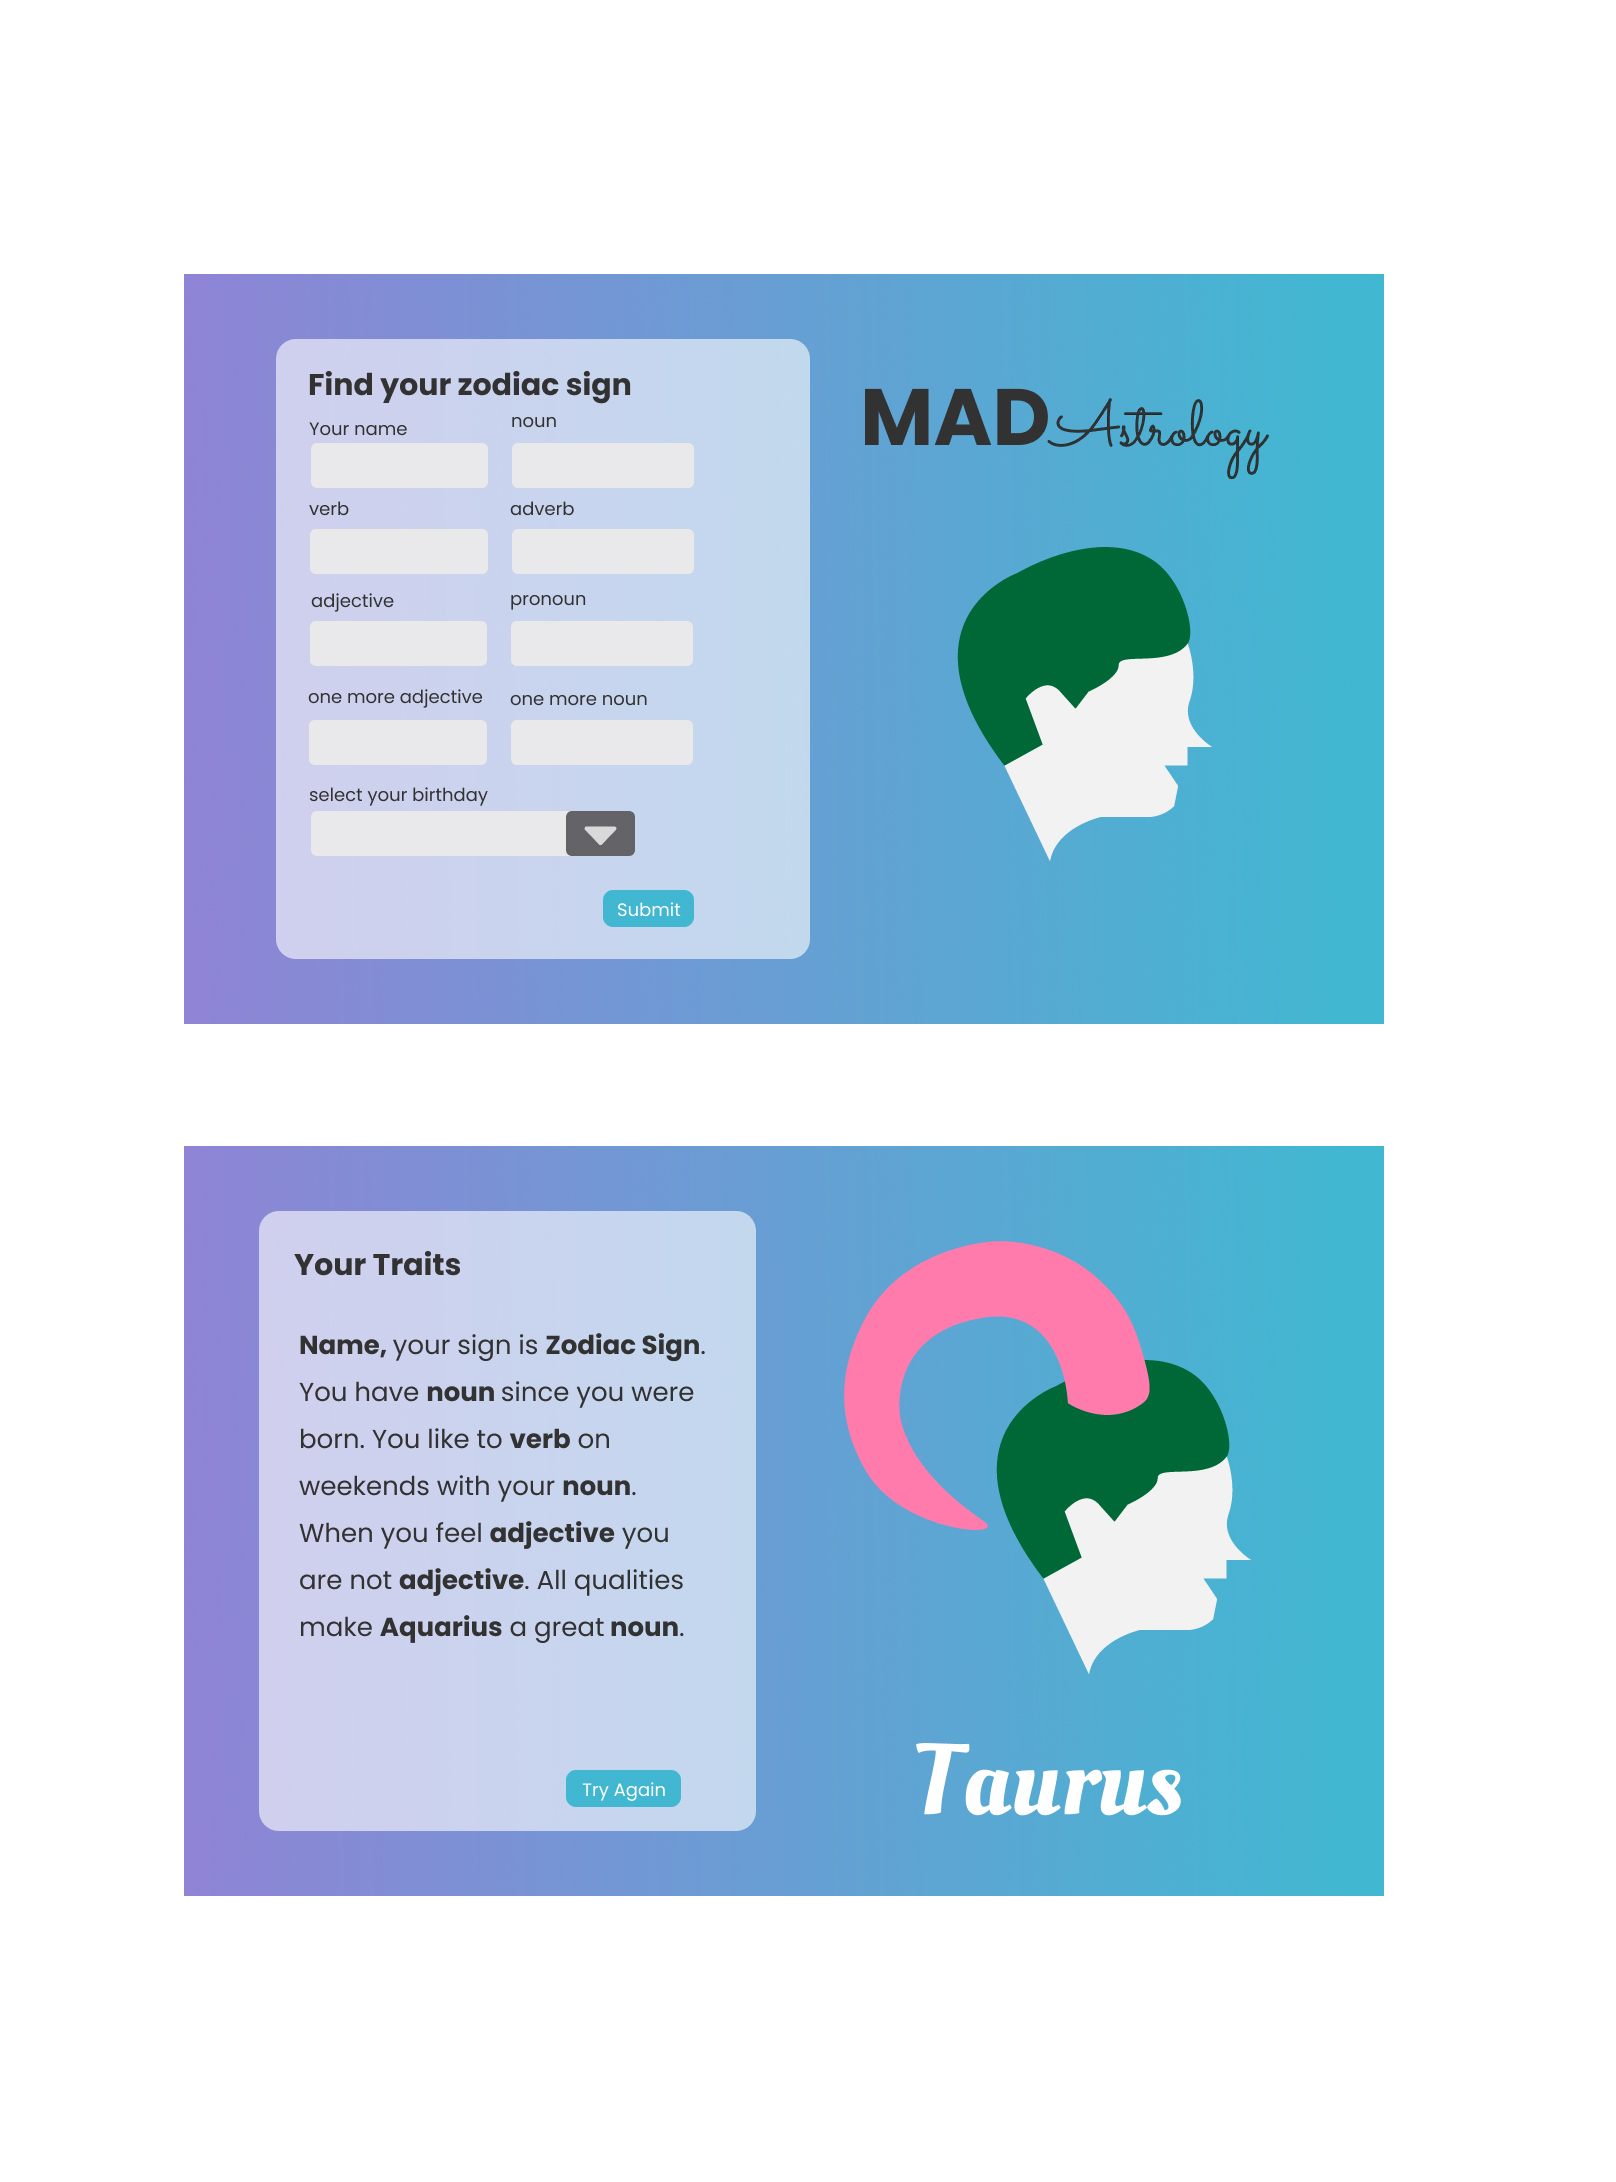 Find your zodiac sign
Your name
noun
verb
adverb
adjective
pronoun
one more adjective
one more noun
select your birthday
Submit
MAD Astrology
Your Traits
Name, your sign is Zodiac Sign.
You have noun since you were
born. You like to verb on
weekends with your noun.
When you feel adjective you
are not adjective. All qualities
make Aquarius a great noun.
Try Again
Taurus